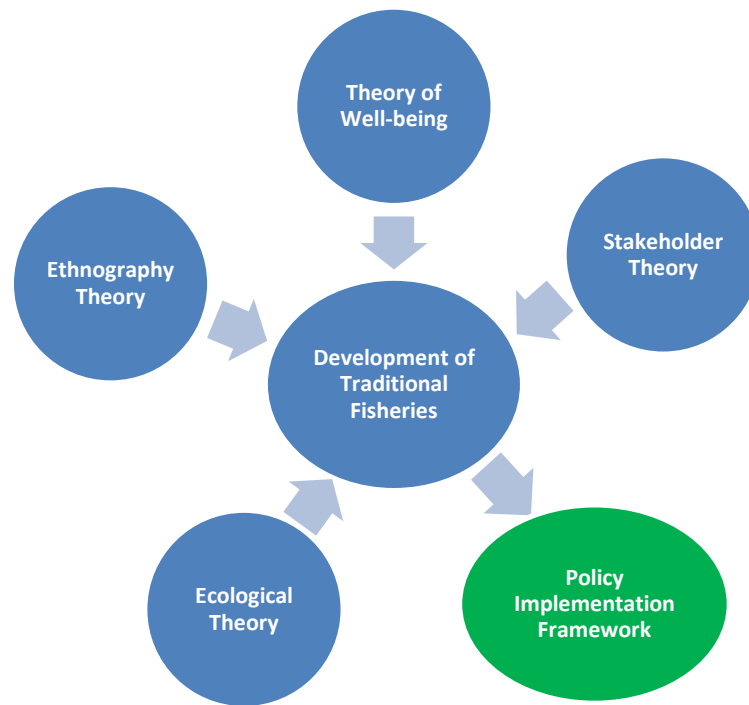 Theory of
Well-being
Stakeholder
Theory
Ethnography
Theory
Development of
Traditional
Fisheries
Ecological
Theory
Policy
Implementation
Framework